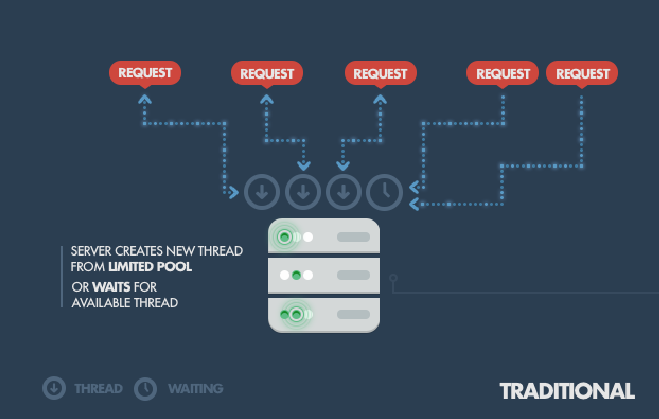 REQUEST REQUEST REQUEST REQUEST REQUEST
SERVER CREATES NEW THREAD
FROM LIMITED POOL
OR WAITS FOR
AVAILABLE THREAD
THREAD WAITING
TRADITIONAL